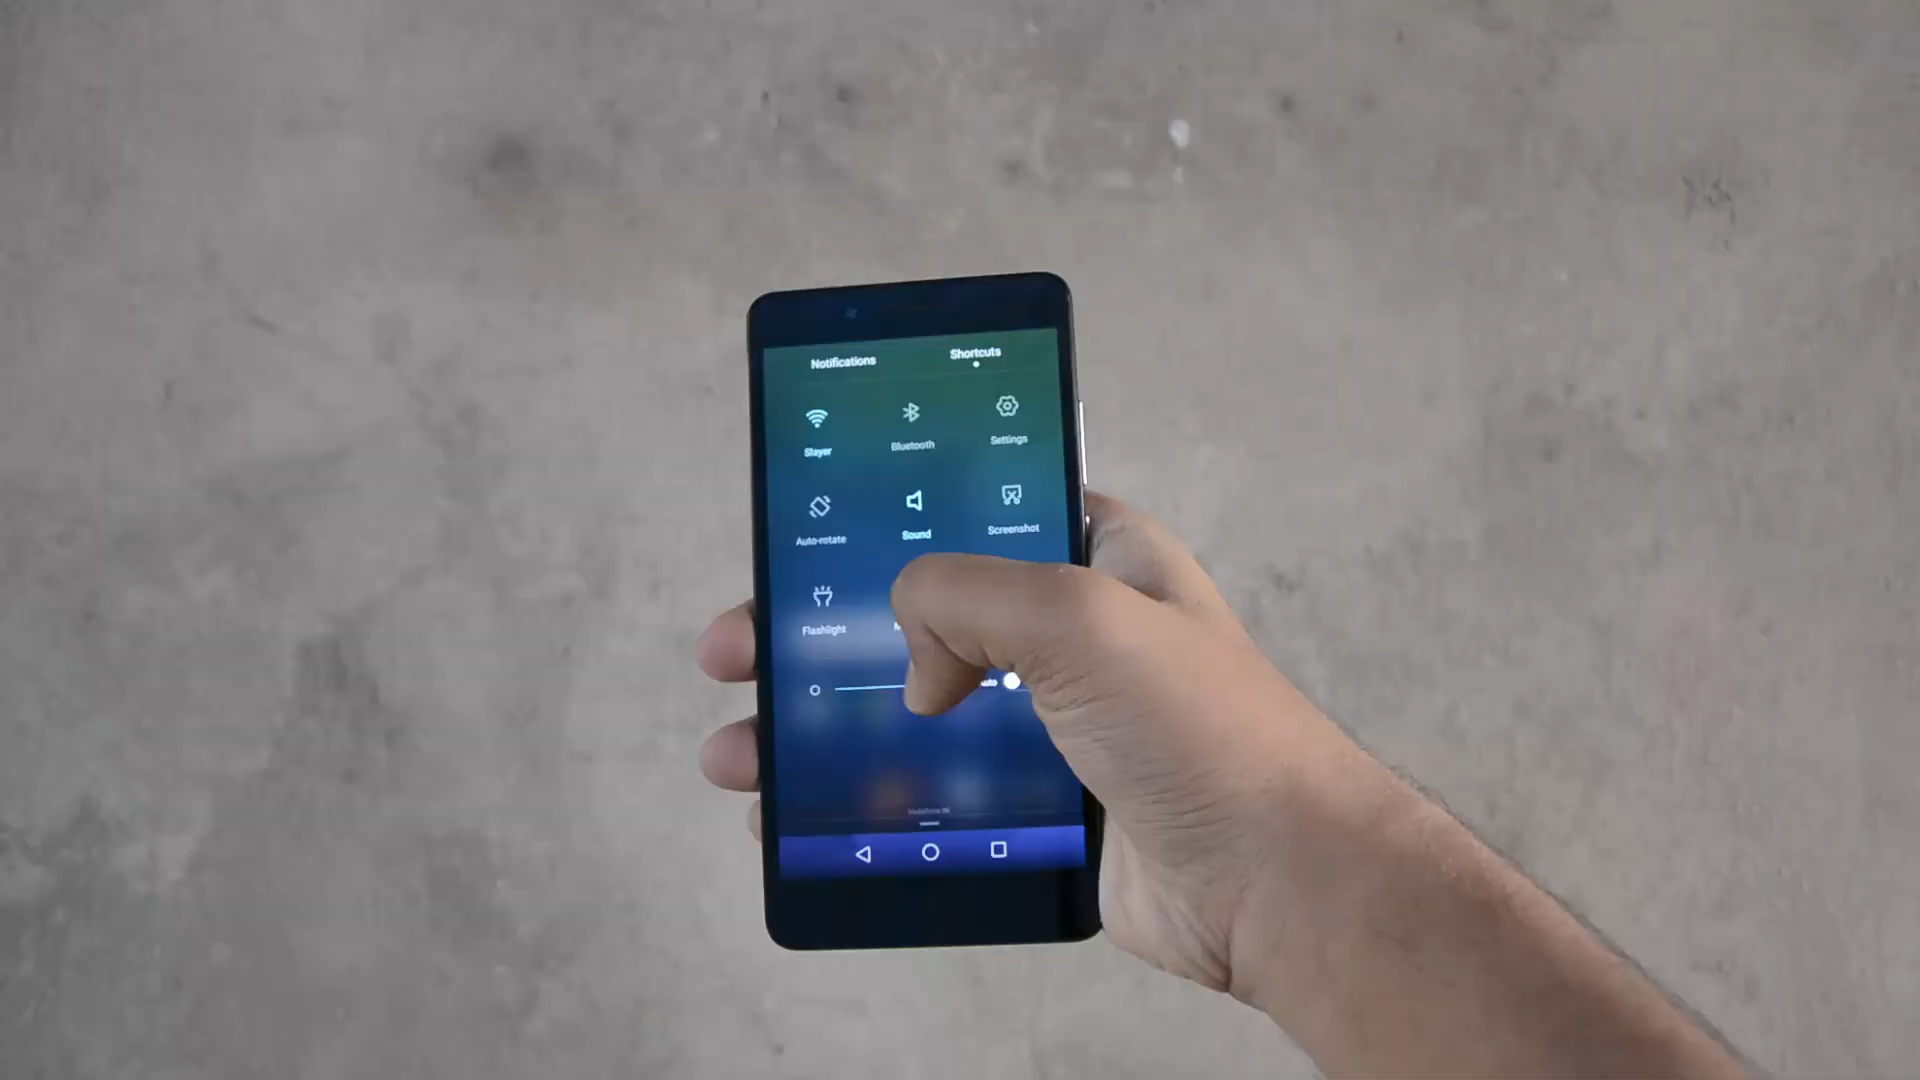 Notifications
Shortcuts
Slayer
Bluetooth
Settings
Auto-rotate
Sound
Screenshot
Flashlight